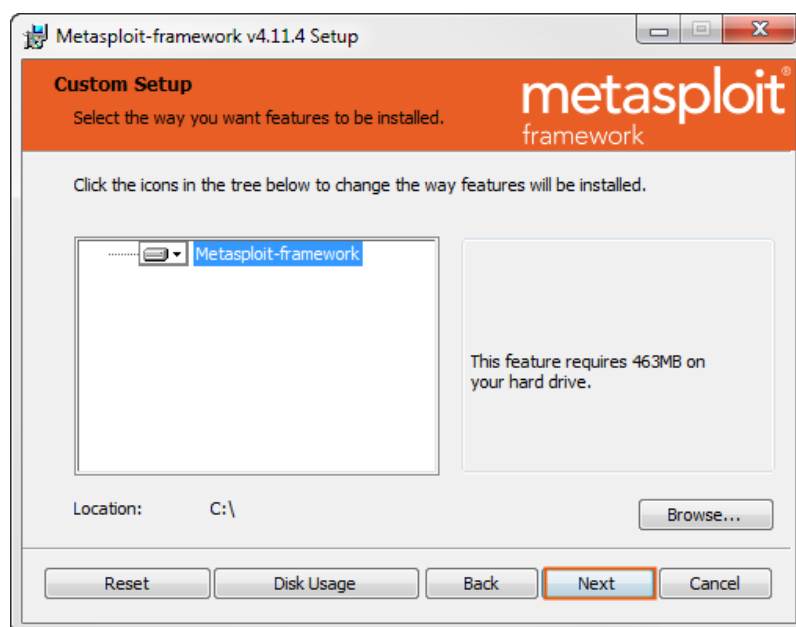 Metasploit-framework v4.11.4 Setup
Custom Setup
Select the way you want features to be installed.
metasploit®
framework
Click the icons in the tree below to change the way features will be installed.
Metasploit-framework
This feature requires 463MB on
your hard drive.
Location: C:\
Browse...
Reset Disk Usage Back Next Cancel